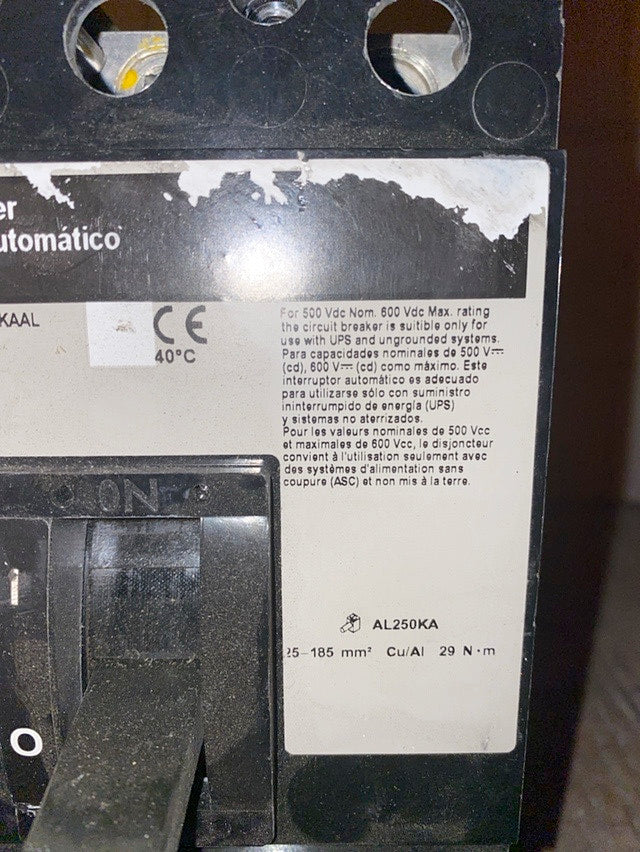 er
utomático
KAAL
CE
40°C
For 500 Vdc Nom. 600 Vdc Max. rating
the circuit breaker is suitible only for
use with UPS and ungrounded systems.
Para capacidades nominales de 500 V⎓
(cd), 600 V⎓ (cd) como máximo. Este
interruptor automático es adecuado
para utilizarse sólo con suministro
ininterrumpido de energía (UPS)
y sistemas no aterrizados.
Pour les valeurs nominales de 500 Vcc
et maximales de 600 Vcc, le disjoncteur
convient à l'utilisation seulement avec
des systèmes d'alimentation sans
coupure (ASC) et non mis à la terre.
ON
I
O
AL250KA
25-185 mm² Cu/Al 29 N·m